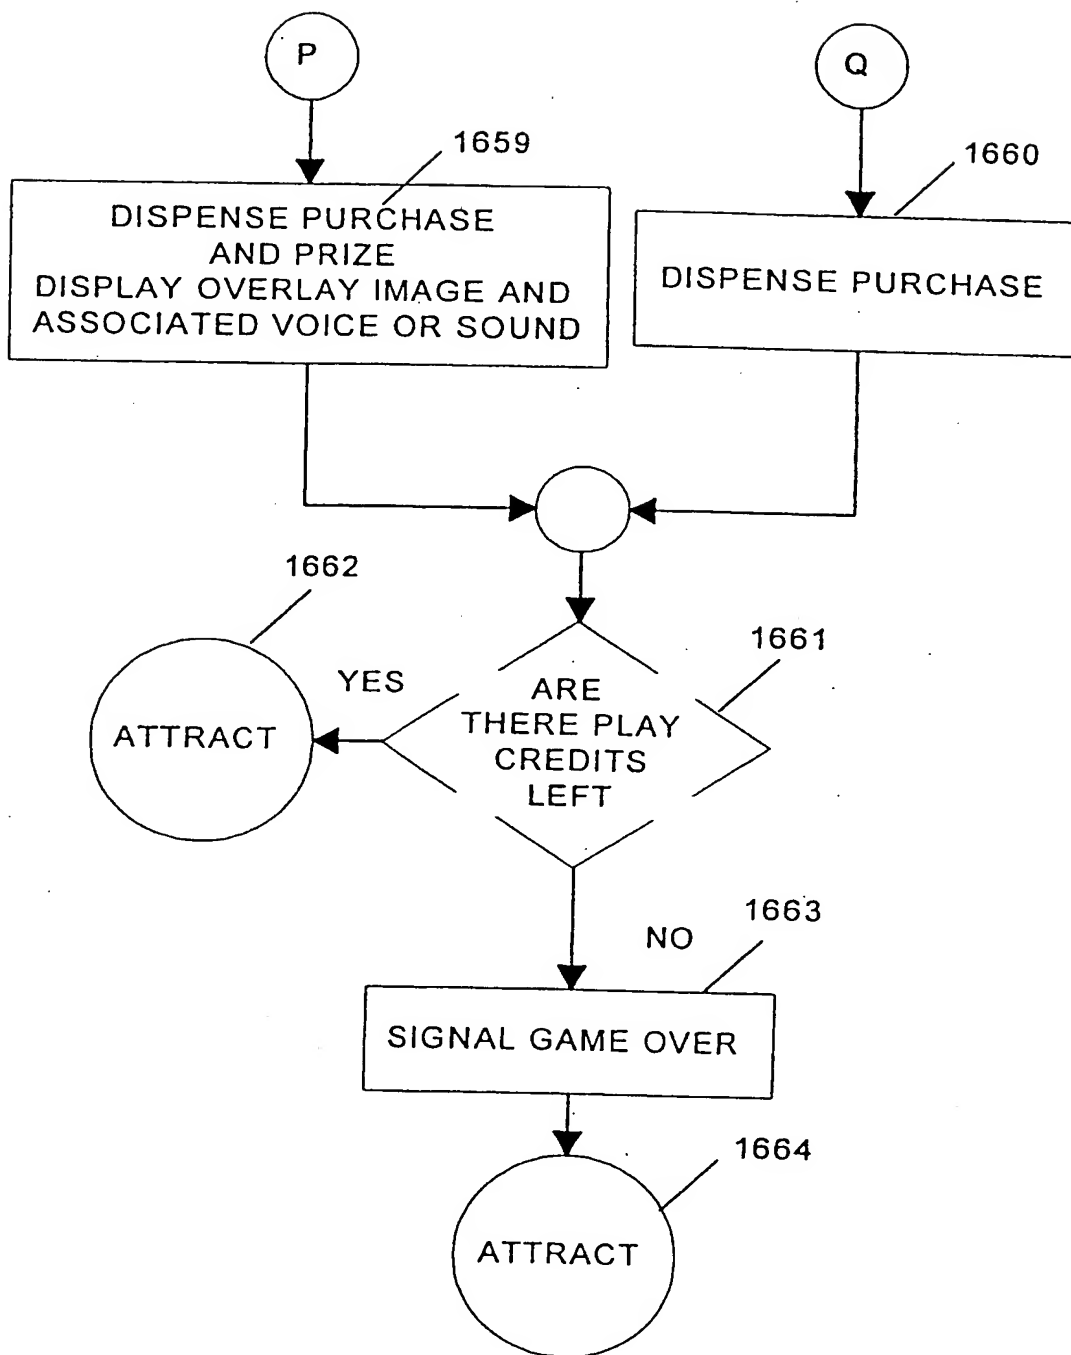 P
Q
1659
1660
DISPENSE PURCHASE
AND PRIZE
DISPLAY OVERLAY IMAGE AND
ASSOCIATED VOICE OR SOUND
DISPENSE PURCHASE
1662
1661
YES
ARE
THERE PLAY
CREDITS
LEFT
ATTRACT
1663
NO
SIGNAL GAME OVER
1664
ATTRACT